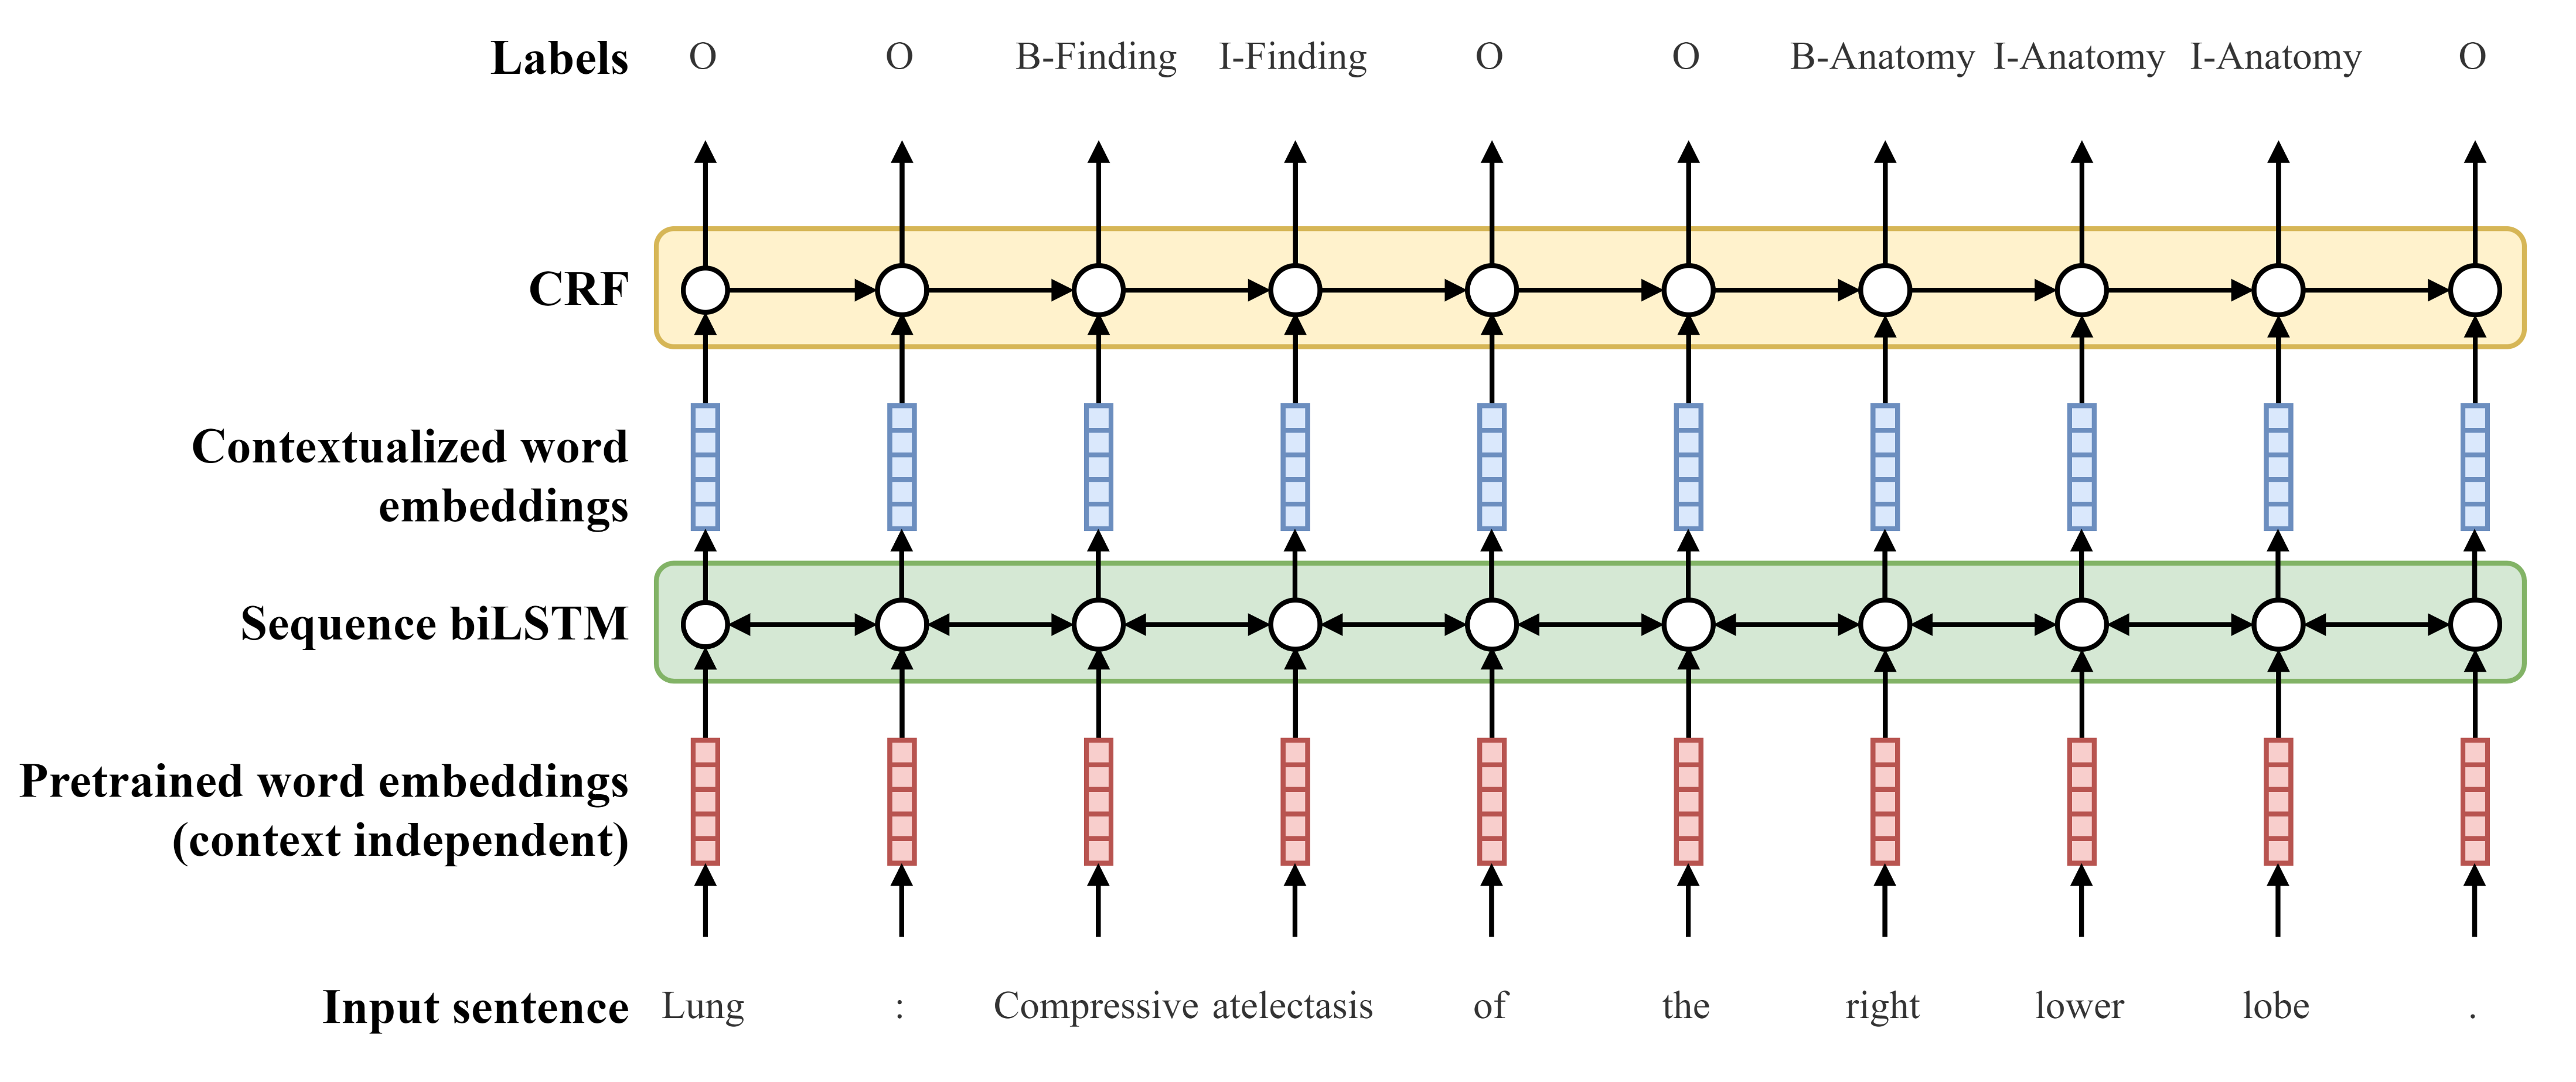 Labels O O B-Finding I-Finding O O B-Anatomy I-Anatomy I-Anatomy O
CRF
Contextualized word
embeddings
Sequence biLSTM
Pretrained word embeddings
(context independent)
Input sentence Lung : Compressive atelectasis of the right lower lobe .